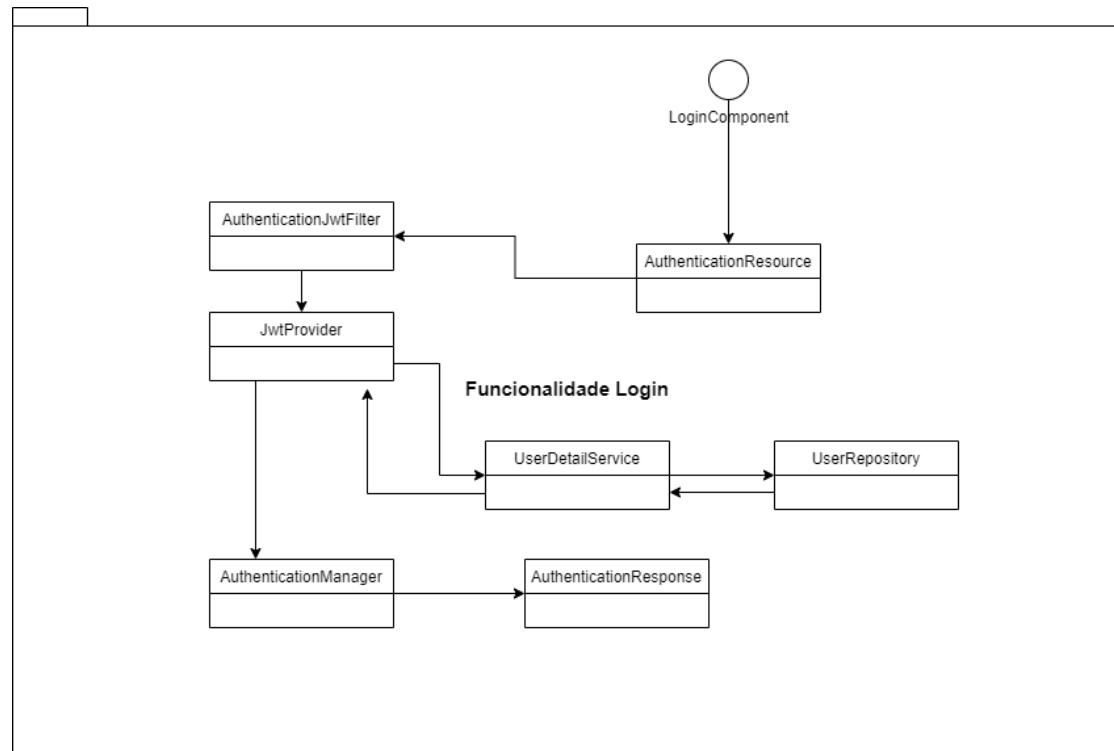 LoginComponent
AuthenticationJwtFilter
AuthenticationResource
JwtProvider
Funcionalidade Login
UserDetailService
UserRepository
AuthenticationManager
AuthenticationResponse